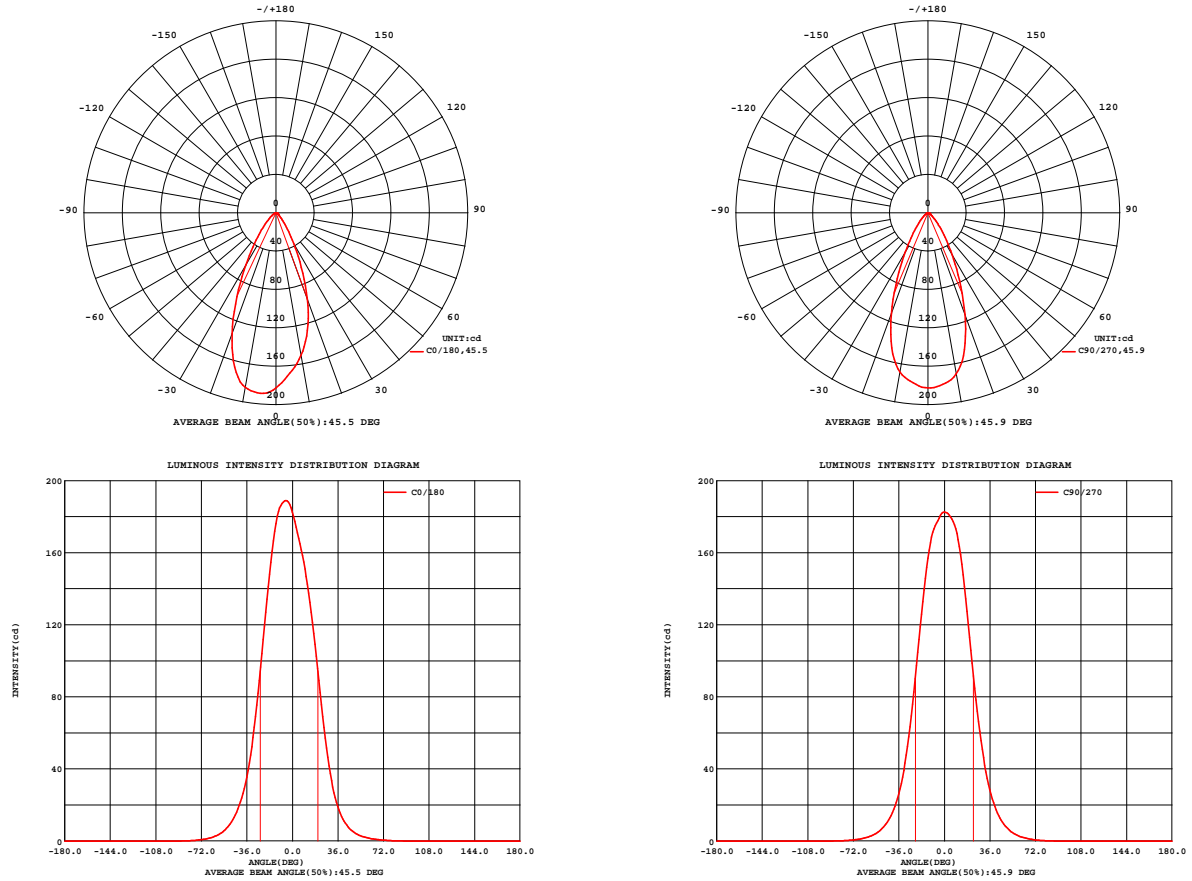 -/+180
-150 150
-120 120
-90 90
-60 60
-30 30
0
40
80
120
160
200
0
UNIT:cd
C0/180,45.5
AVERAGE BEAM ANGLE(50%):45.5 DEG
-/+180
-150 150
-120 120
-90 90
-60 60
-30 30
0
40
80
120
160
200
0
UNIT:cd
C90/270,45.9
AVERAGE BEAM ANGLE(50%):45.9 DEG
LUMINOUS INTENSITY DISTRIBUTION DIAGRAM
C0/180
INTENSITY(cd)
200
160
120
80
40
0
-180.0 -144.0 -108.0 -72.0 -36.0 0.0 36.0 72.0 108.0 144.0 180.0
ANGLE(DEG)
AVERAGE BEAM ANGLE(50%):45.5 DEG
LUMINOUS INTENSITY DISTRIBUTION DIAGRAM
C90/270
INTENSITY(cd)
200
160
120
80
40
0
-180.0 -144.0 -108.0 -72.0 -36.0 0.0 36.0 72.0 108.0 144.0 180.0
ANGLE(DEG)
AVERAGE BEAM ANGLE(50%):45.9 DEG